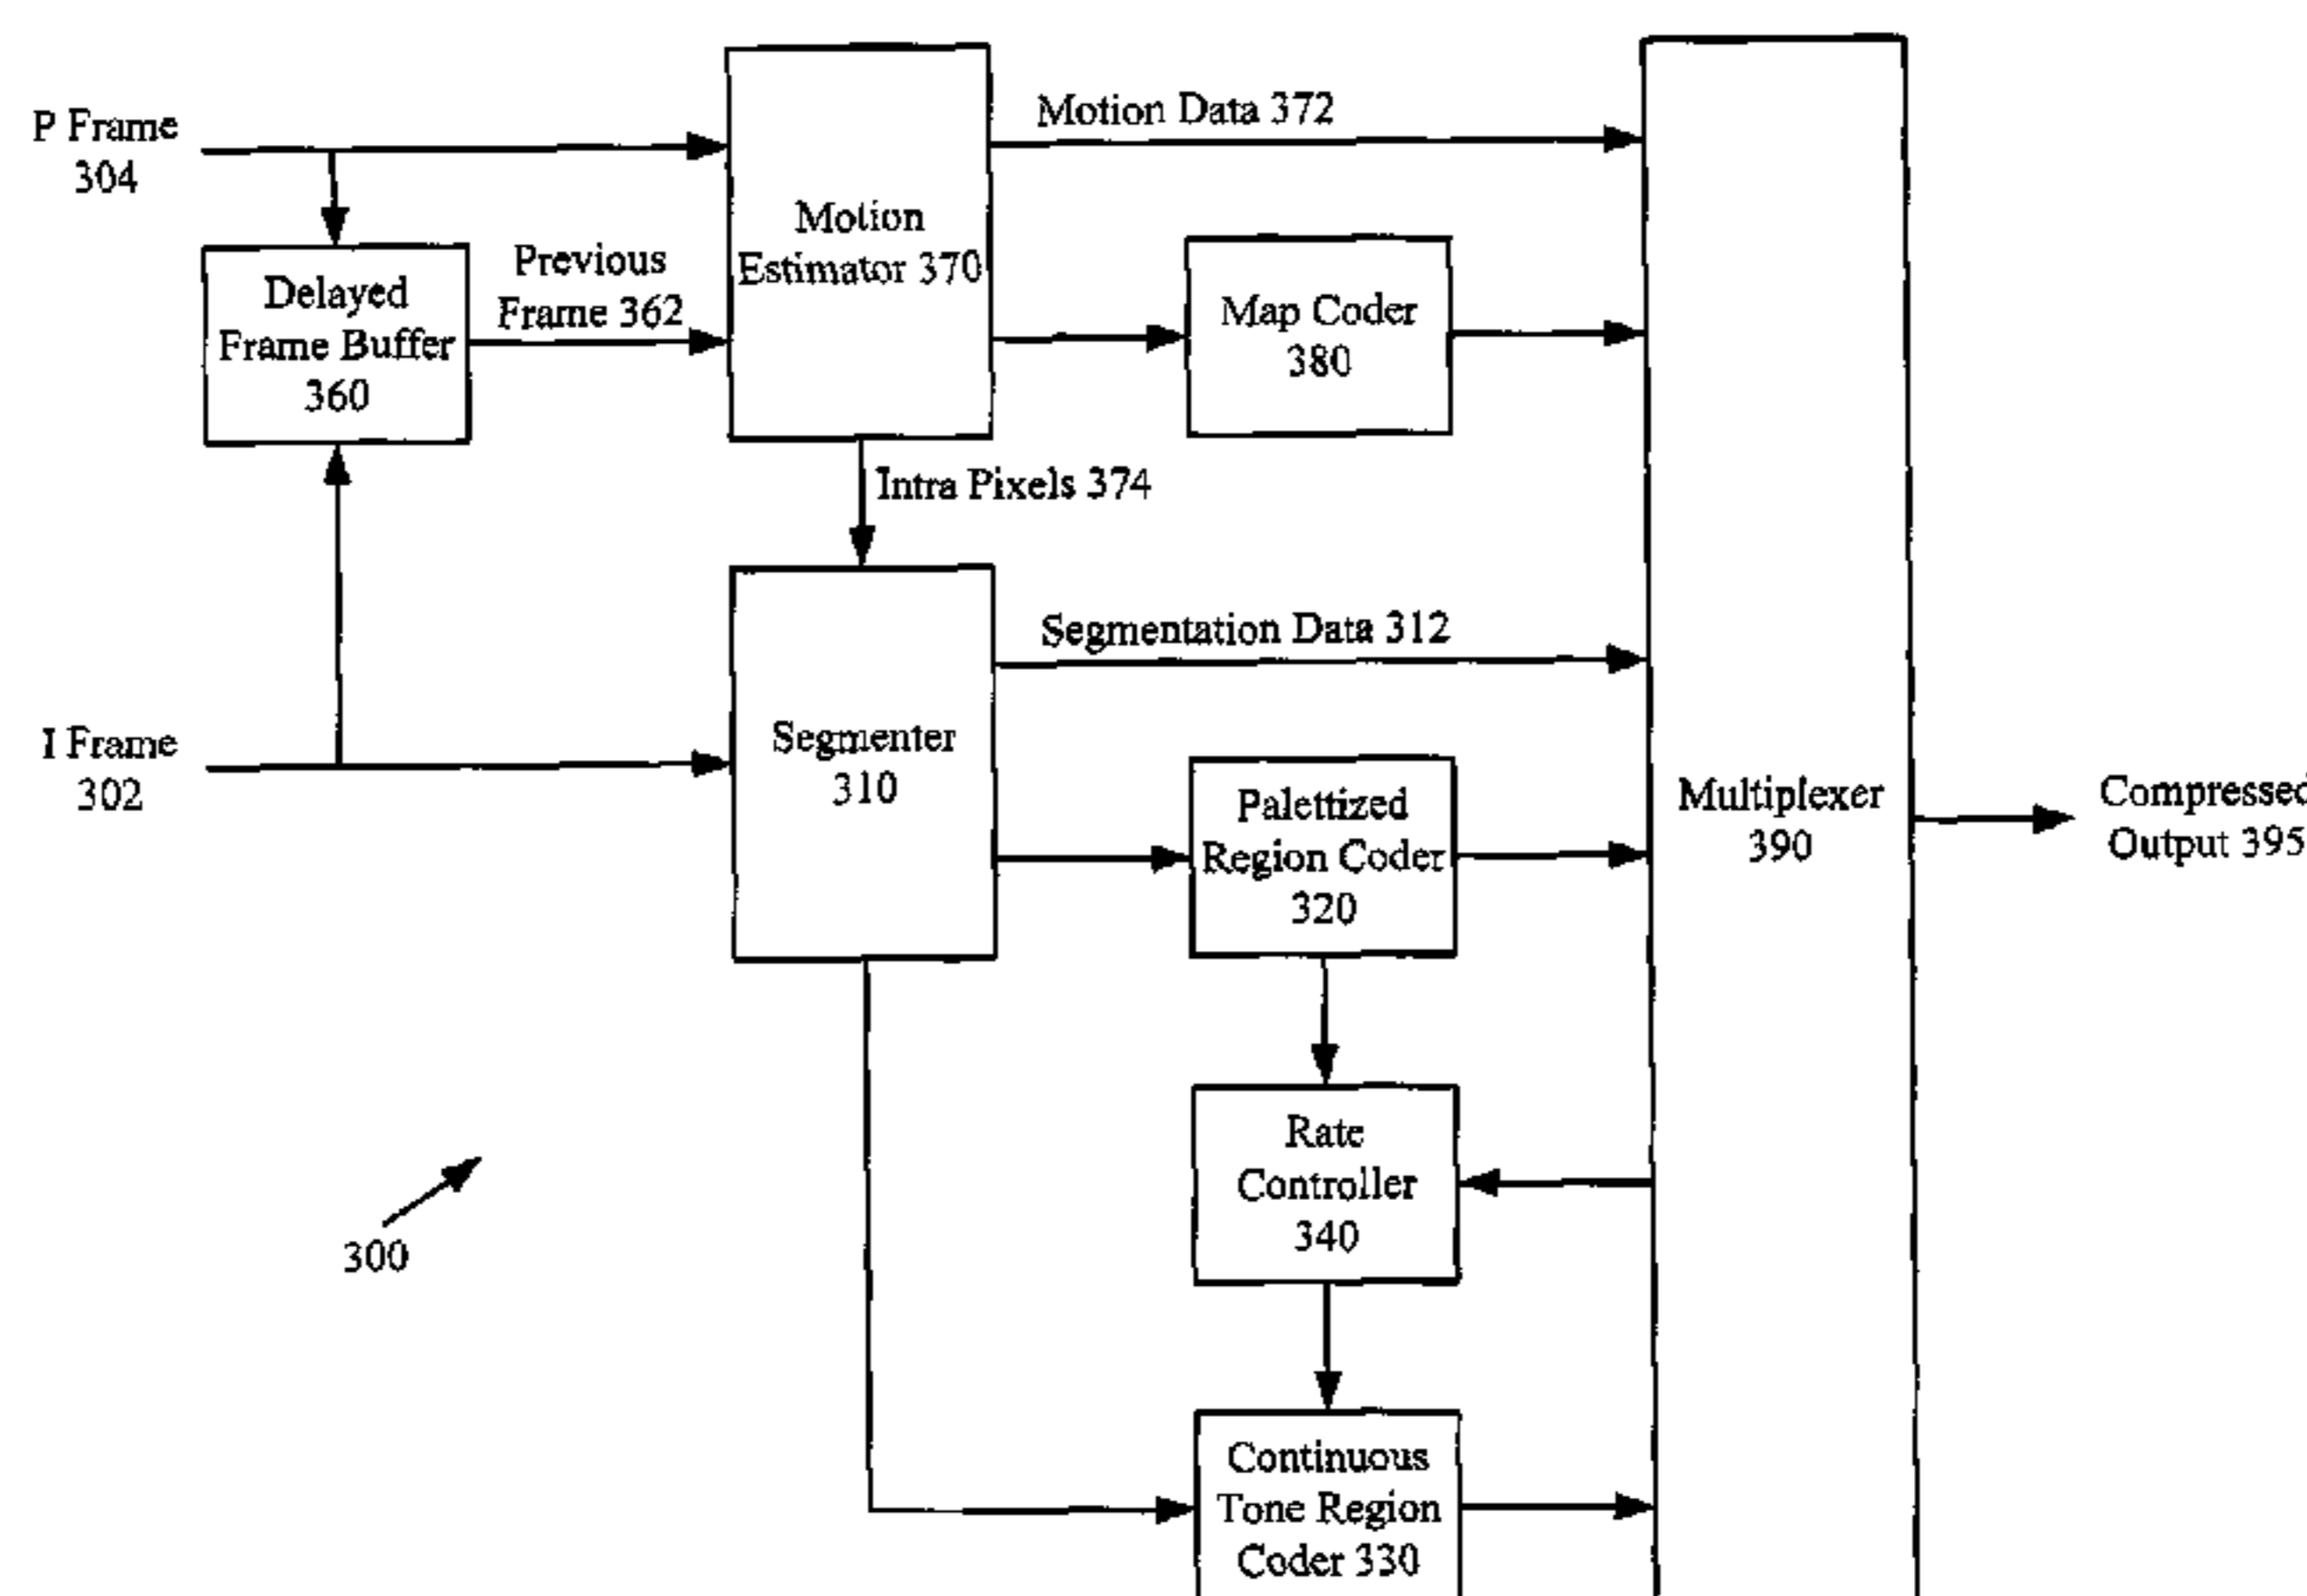 P Frame
304
Motion Data 372
Motion
Estimator 370
Previous
Frame 362
Delayed
Frame Buffer
360
Map Coder
380
Intra Pixels 374
Segmentation Data 312
I Frame
302
Segmenter
310
Palettized
Region Coder
320
Multiplexer
390
Compressed
Output 395
Rate
Controller
340
300
Continuous
Tone Region
Coder 330